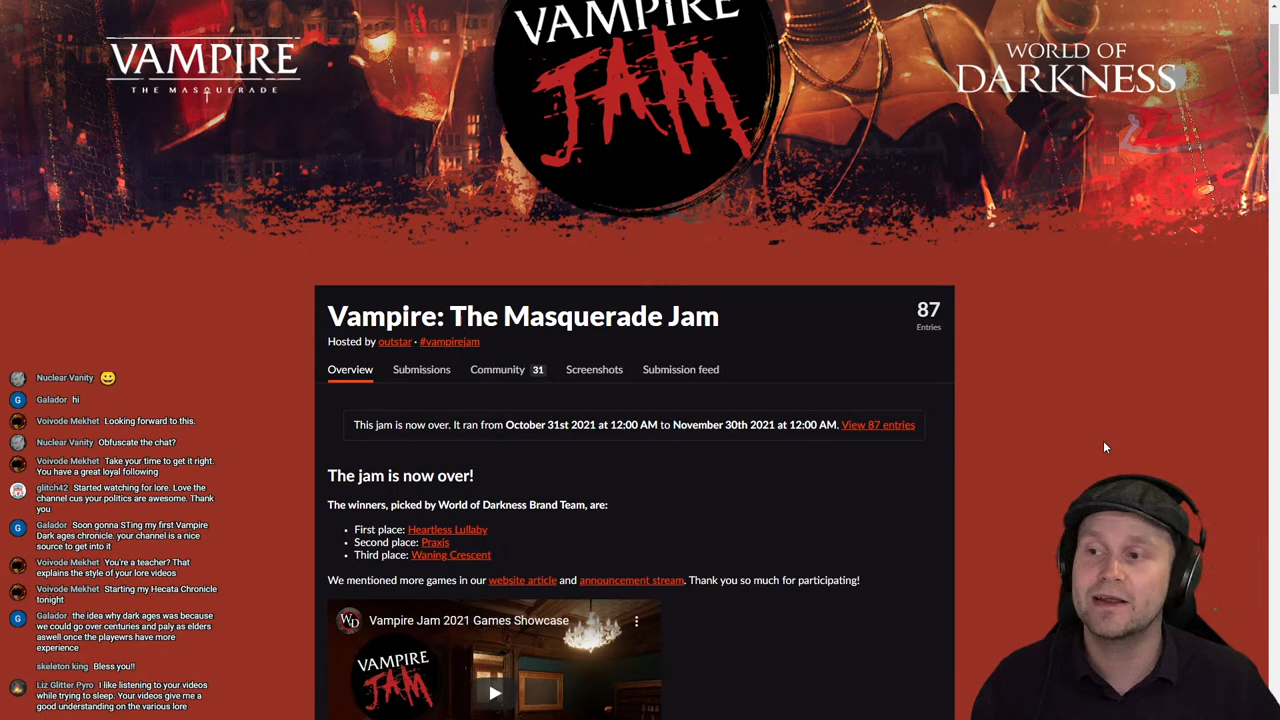 VAMPIRE
THE MASQUERADE
VAMPIRE
JAM
WORLD OF
DARKNESS
Vampire: The Masquerade Jam
87
Entries
Hosted by outstar · #vampirejam
Overview Submissions Community 31 Screenshots Submission feed
This jam is now over. It ran from October 31st 2021 at 12:00 AM to November 30th 2021 at 12:00 AM. View 87 entries
The jam is now over!
The winners, picked by World of Darkness Brand Team, are:
• First place: Heartless Lullaby
• Second place: Praxis
• Third place: Waning Crescent
We mentioned more games in our website article and announcement stream. Thank you so much for participating!
WD
Vampire Jam 2021 Games Showcase
VAMPIRE
JAM
Nuclear Vanity 😀
G Galador hi
Voivode Mekhet Looking forward to this.
Nuclear Vanity Obfuscate the chat?
Voivode Mekhet Take your time to get it right.
You have a great loyal following
glitch42 Started watching for lore. Love the
channel cus your politics are awesome. Thank
you
G Galador Soon gonna STing my first Vampire
Dark ages chronicle. your channel is a nice
source to get into it
Voivode Mekhet You're a teacher? That
explains the style of your lore videos
Voivode Mekhet Starting my Hecata Chronicle
tonight
G Galador the idea why dark ages was because
we could go over centuries and paly as elders
aswell once the playewrs have more
experience
skeleton king Bless you!!
Liz Glitter Pyro I like listening to your videos
while trying to sleep. Your videos give me a
good understanding on the various lore